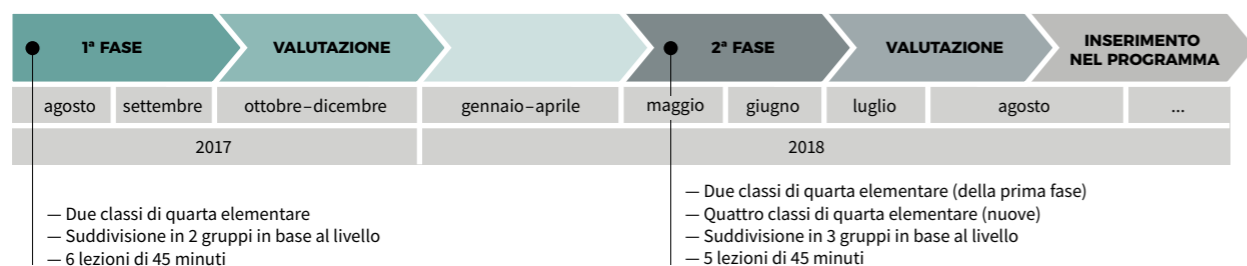 1ª FASE
VALUTAZIONE
2ª FASE
VALUTAZIONE
INSERIMENTO
NEL PROGRAMMA
agosto
settembre
ottobre–dicembre
gennaio–aprile
maggio
giugno
luglio
agosto
...
2017
2018
— Due classi di quarta elementare
— Suddivisione in 2 gruppi in base al livello
— 6 lezioni di 45 minuti
— Due classi di quarta elementare (della prima fase)
— Quattro classi di quarta elementare (nuove)
— Suddivisione in 3 gruppi in base al livello
— 5 lezioni di 45 minuti